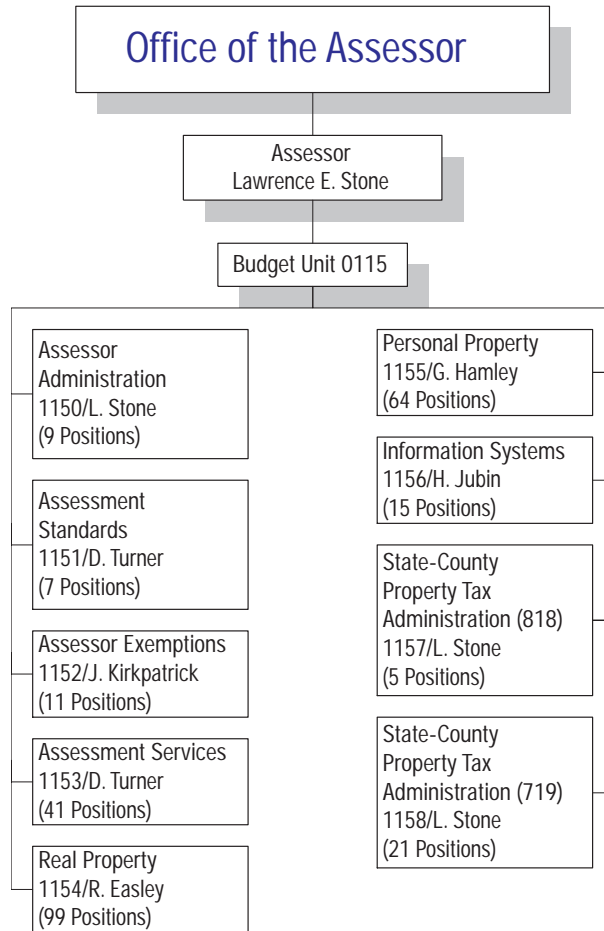 Office of the Assessor
Assessor
Lawrence E. Stone
Budget Unit 0115
Assessor
Administration
1150/L. Stone
(9 Positions)
Assessment
Standards
1151/D. Turner
(7 Positions)
Assessor Exemptions
1152/J. Kirkpatrick
(11 Positions)
Assessment Services
1153/D. Turner
(41 Positions)
Real Property
1154/R. Easley
(99 Positions)
Personal Property
1155/G. Hamley
(64 Positions)
Information Systems
1156/H. Jubin
(15 Positions)
State-County
Property Tax
Administration (818)
1157/L. Stone
(5 Positions)
State-County
Property Tax
Administration (719)
1158/L. Stone
(21 Positions)